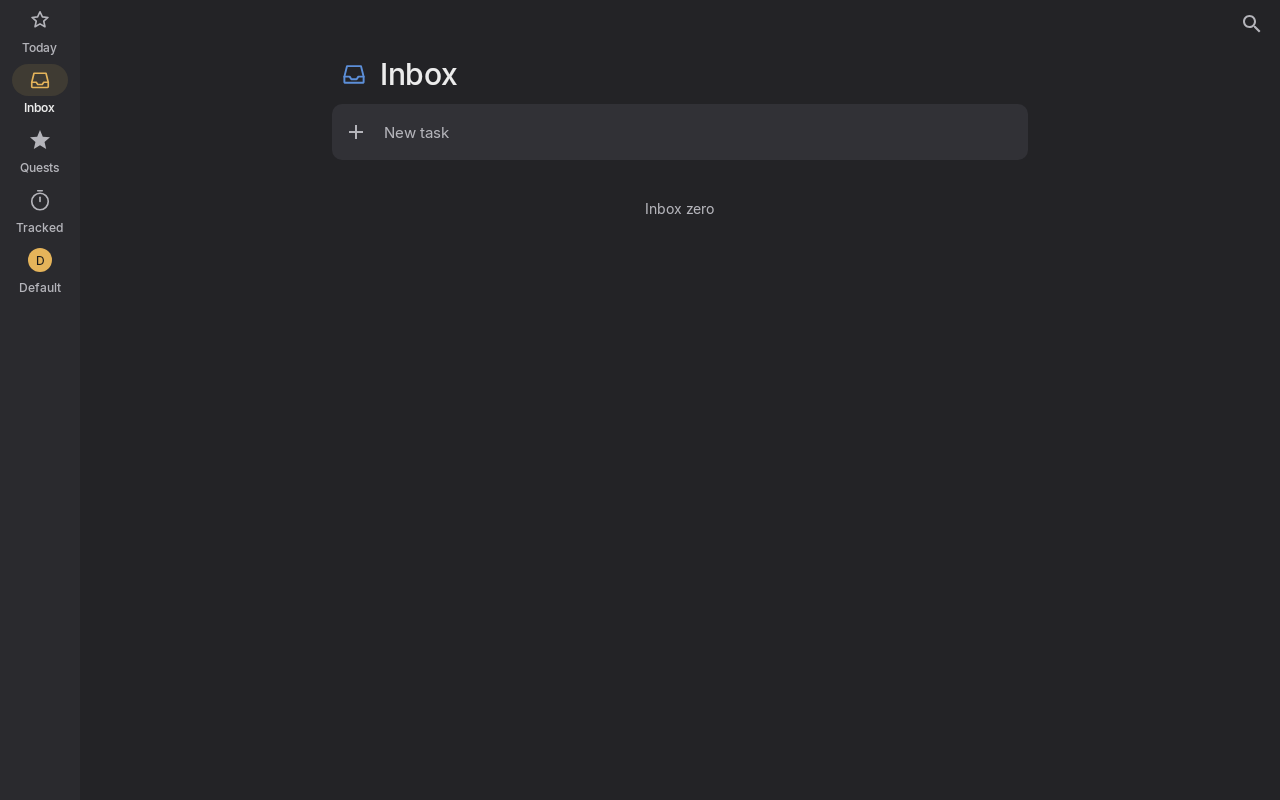 Today
Inbox
Quests
Tracked
D
Default
Inbox
New task
Inbox zero